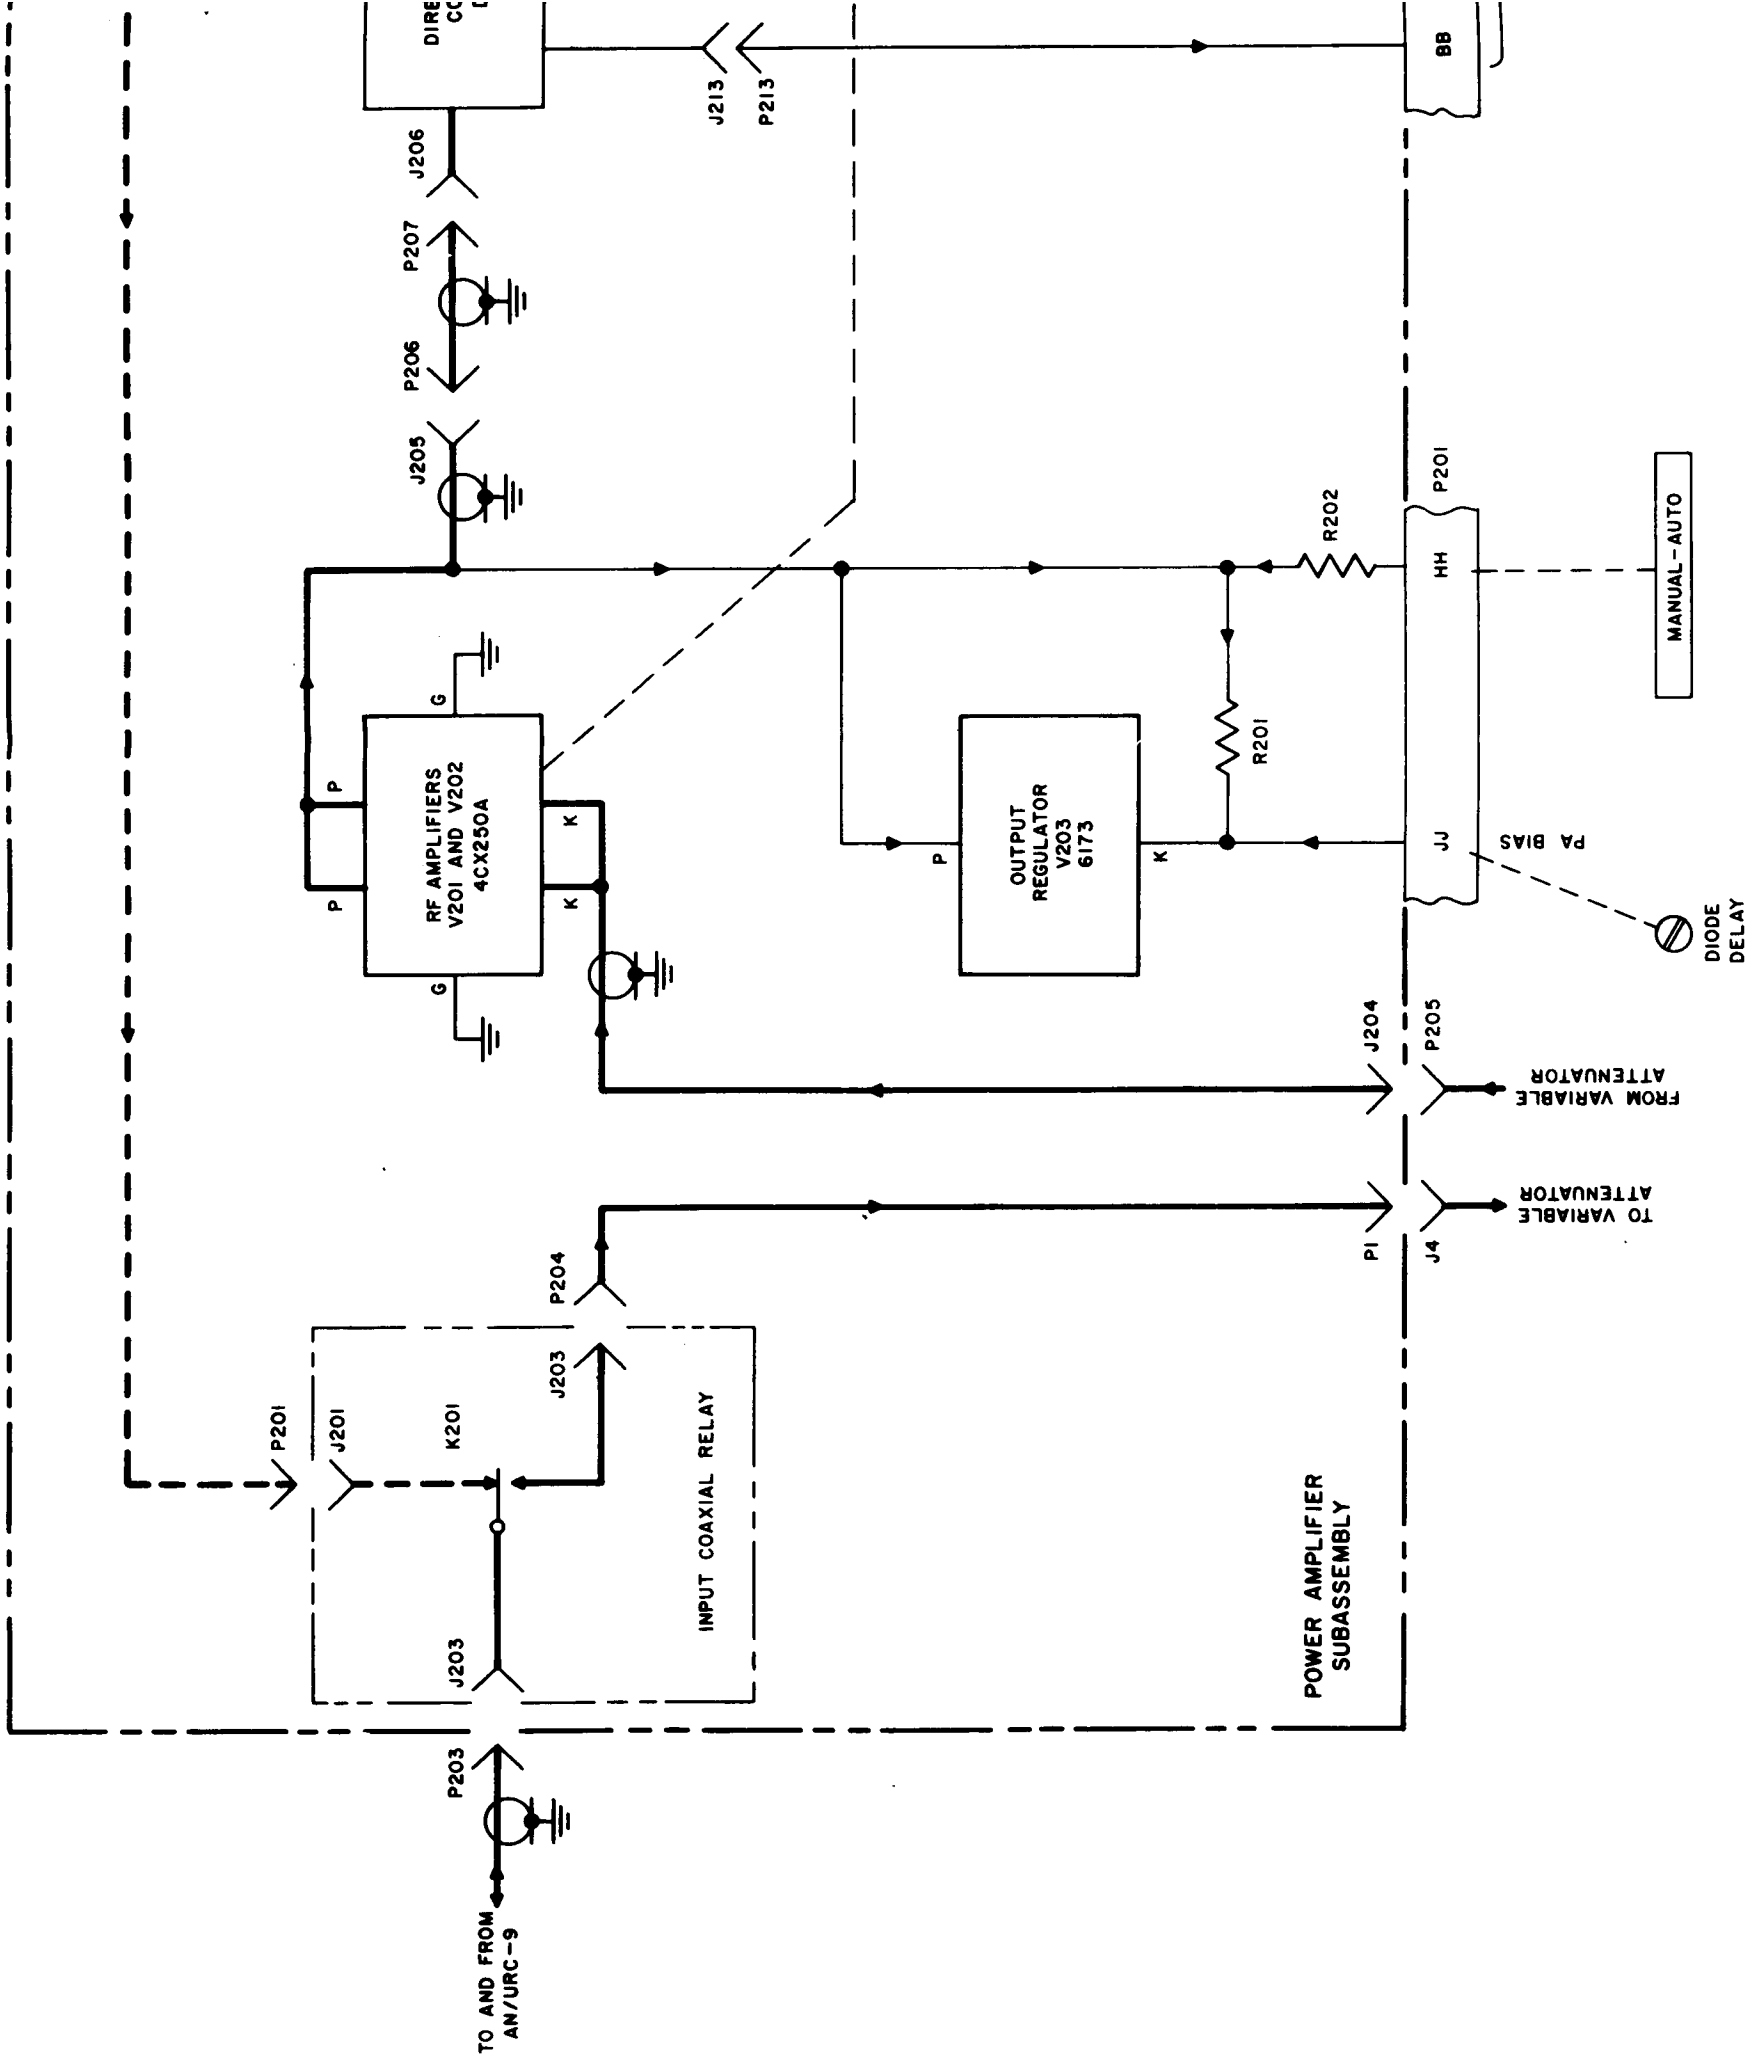 TO AND FROM
AN/URC-9
P203
J203
K201
P201
J201
J203
P204
INPUT COAXIAL RELAY
POWER AMPLIFIER
SUBASSEMBLY
P1
J4
TO VARIABLE
ATTENUATOR
FROM VARIABLE
ATTENUATOR
J204
P205
G
P
P
G
RF AMPLIFIERS
V201 AND V202
4CX250A
K
K
P
OUTPUT
REGULATOR
V203
6173
K
R201
R202
JJ
HH
P201
PA BIAS
DIODE
DELAY
MANUAL-AUTO
J205
P206
P207
J206
J213
P213
BB